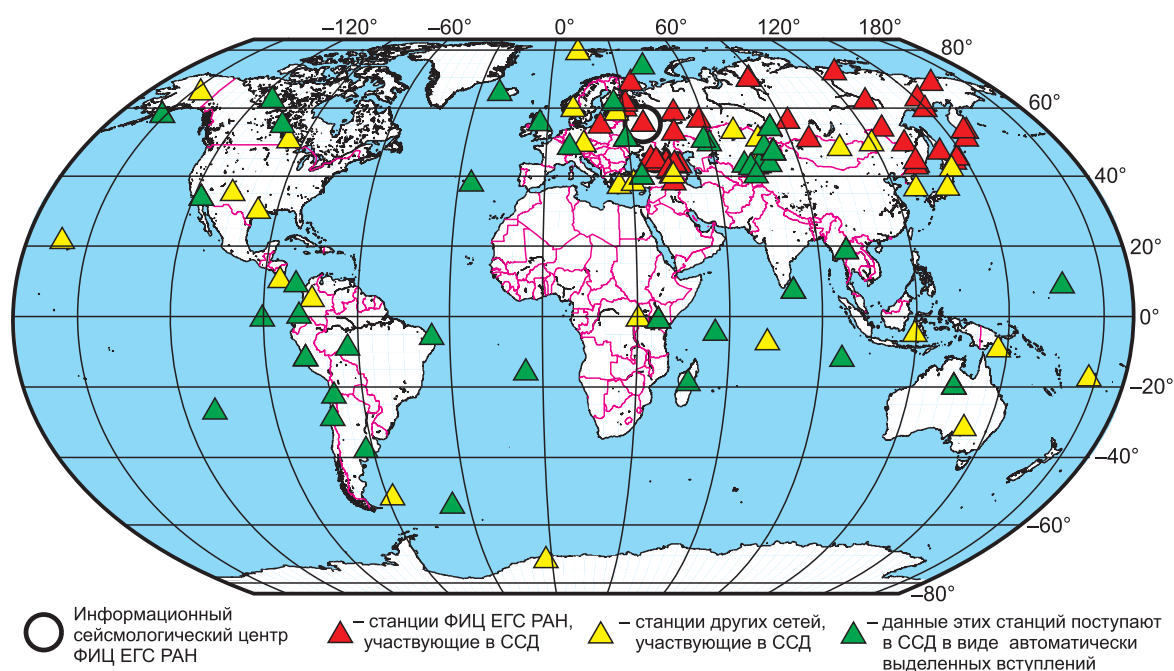 −120°
−60°
0°
60°
120°
180°
80°
60°
40°
20°
0°
−20°
−40°
−60°
−80°
Информационный
сейсмологический центр
ФИЦ ЕГС РАН
– станции ФИЦ ЕГС РАН,
участвующие в ССД
– станции других сетей,
участвующие в ССД
– данные этих станций поступают
в ССД в виде автоматически
выделенных вступлений